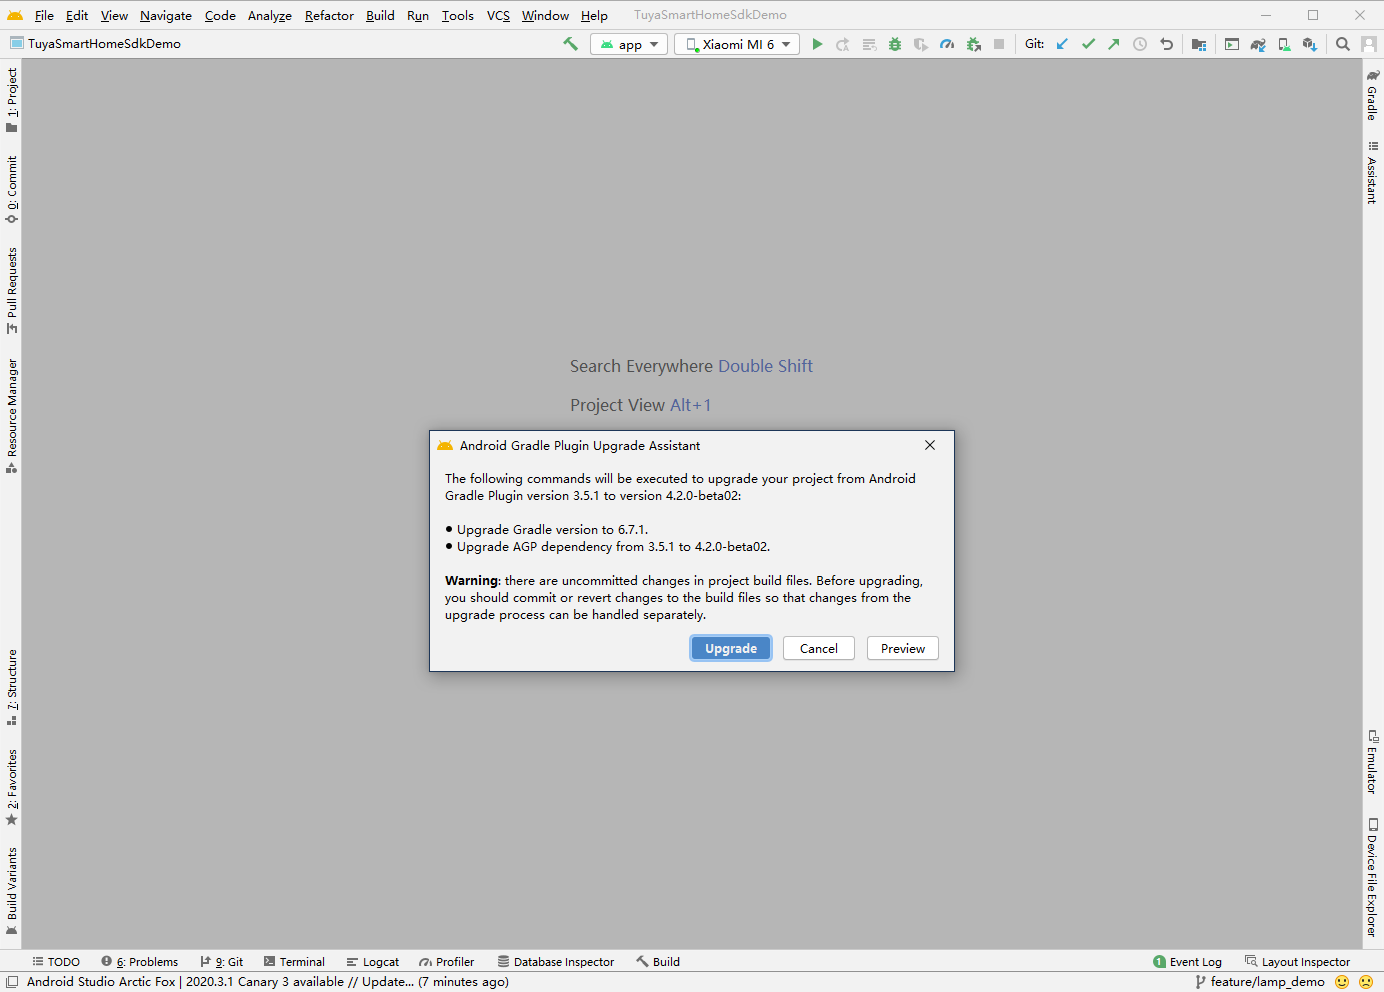 File Edit View Navigate Code Analyze Refactor Build Run Tools VCS Window Help TuyaSmartHomeSdkDemo
TuyaSmartHomeSdkDemo app Xiaomi MI 6 Git:
1: Project
0: Commit
Pull Requests
Resource Manager
7: Structure
2: Favorites
Build Variants
Search Everywhere Double Shift
Project View Alt+1
Android Gradle Plugin Upgrade Assistant
The following commands will be executed to upgrade your project from Android
Gradle Plugin version 3.5.1 to version 4.2.0-beta02:
● Upgrade Gradle version to 6.7.1.
● Upgrade AGP dependency from 3.5.1 to 4.2.0-beta02.
Warning: there are uncommitted changes in project build files. Before upgrading,
you should commit or revert changes to the build files so that changes from the
upgrade process can be handled separately.
Upgrade Cancel Preview
Gradle
Assistant
Emulator
Device File Explorer
TODO 6: Problems 9: Git Terminal Logcat Profiler Database Inspector Build 1 Event Log Layout Inspector
Android Studio Arctic Fox | 2020.3.1 Canary 3 available // Update... (7 minutes ago) feature/lamp_demo